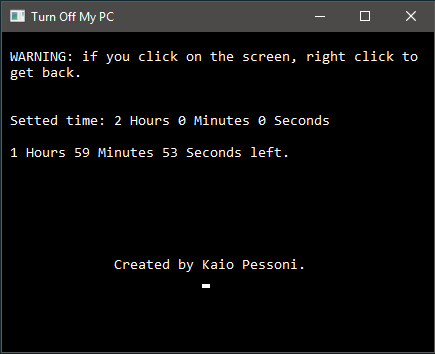 Turn Off My PC
WARNING: if you click on the screen, right click to
get back.
Setted time: 2 Hours 0 Minutes 0 Seconds
1 Hours 59 Minutes 53 Seconds left.
Created by Kaio Pessoni.